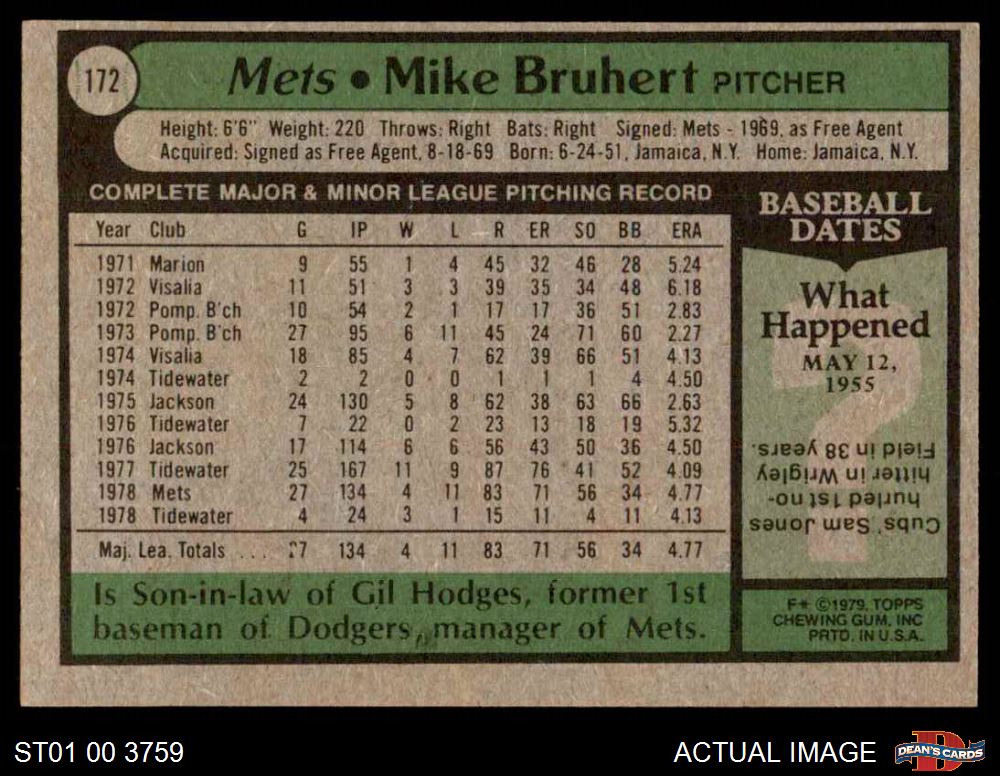 172
Mets • Mike Bruhert PITCHER
Height: 6'6" Weight: 220 Throws: Right Bats: Right Signed: Mets - 1969, as Free Agent
Acquired: Signed as Free Agent, 8-18-69 Born: 6-24-51, Jamaica, N.Y. Home: Jamaica, N.Y.
COMPLETE MAJOR & MINOR LEAGUE PITCHING RECORD
Year Club G IP W L R ER SO BB ERA
1971 Marion 9 55 1 4 45 32 46 28 5.24
1972 Visalia 11 51 3 3 39 35 34 48 6.18
1972 Pomp. B'ch 10 54 2 1 17 17 36 51 2.83
1973 Pomp. B'ch 27 95 6 11 45 24 71 60 2.27
1974 Visalia 18 85 4 7 62 39 66 51 4.13
1974 Tidewater 2 2 0 0 1 1 1 4 4.50
1975 Jackson 24 130 5 8 62 38 63 66 2.63
1976 Tidewater 7 22 0 2 23 13 18 19 5.32
1976 Jackson 17 114 6 6 56 43 50 36 4.50
1977 Tidewater 25 167 11 9 87 76 41 52 4.09
1978 Mets 27 134 4 11 83 71 56 34 4.77
1978 Tidewater 4 24 3 1 15 11 4 11 4.13
Maj. Lea. Totals ... 27 134 4 11 83 71 56 34 4.77
Is Son-in-law of Gil Hodges, former 1st
baseman of Dodgers, manager of Mets.
BASEBALL
DATES
What
Happened
MAY 12,
1955
?
Cubs' Sam Jones
hurled 1st no-
hitter in Wrigley
Field in 38 years.
F* ©1979, TOPPS
CHEWING GUM, INC
PRTD. IN U.S.A.
ST01 00 3759
ACTUAL IMAGE
D
DEAN'S CARDS